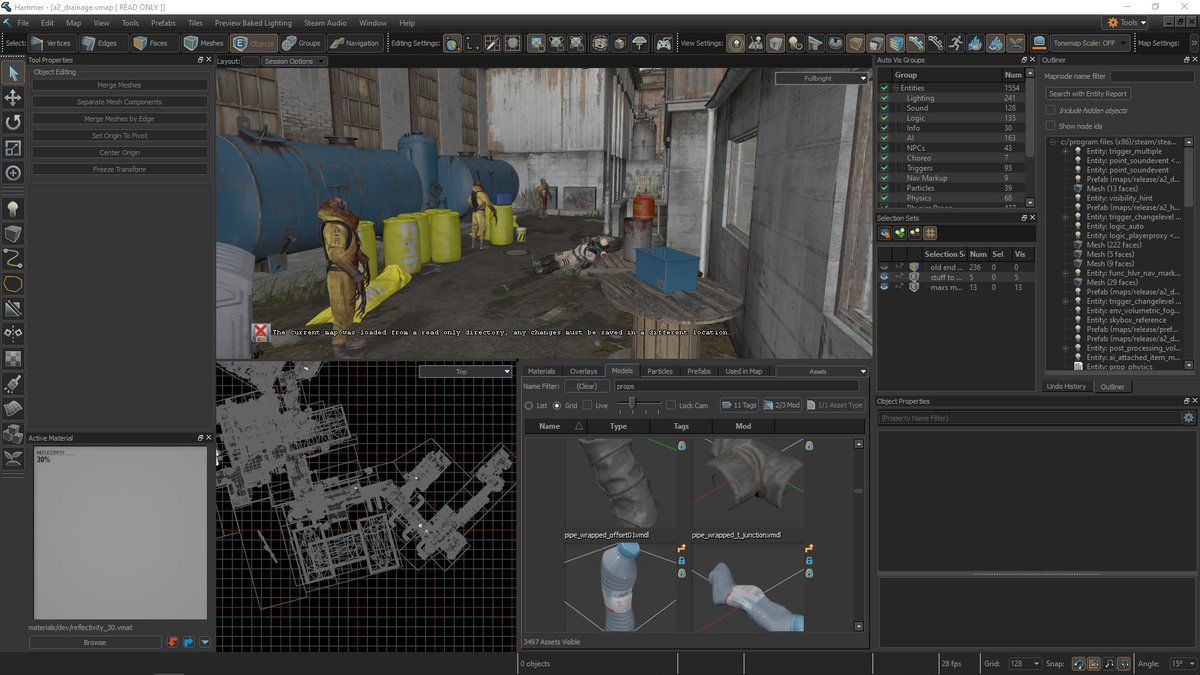 Hammer - [a2_drainage.vmap [ READ ONLY ]]
File Edit Map View Tools Prefabs Tiles Preview Baked Lighting Steam Audio Window Help
Tools
Select: Vertices Edges Faces Meshes Objects Groups Navigation Editing Settings: View Settings: Tonemap Scale: OFF Map Settings:
Tool Properties
Object Editing
Merge Meshes
Separate Mesh Components
Merge Meshes by Edge
Set Origin To Pivot
Center Origin
Freeze Transform
Active Material
REFLECTIVITY
30%
materials/dev/reflectivity_30.vmat
Browse
Layout: Session Options
Fullbright
The current map was loaded from a read only directory, any changes must be saved in a different location.
Top
Materials Overlays Models Particles Prefabs Used in Map Assets
Name Filter: (Clear) props
List Grid Live Lock Cam 11 Tags 2/3 Mod 1/1 Asset Type
Name Type Tags Mod
pipe_wrapped_offset01.vmdl pipe_wrapped_t_junction.vmdl
3497 Assets Visible
Auto Vis Groups
Group Num
Entities 1554
Lighting 241
Sound 128
Logic 135
Info 30
AI 163
NPCs 43
Choreo 7
Triggers 93
Nav Markup 9
Particles 39
Physics 68
Selection Sets
Selection S Num Sel Vis
old end ... 236 0 0
stuff to ... 5 0 5
maxs m... 13 0 13
Outliner
Mapnode name filter
Search with Entity Report
Include hidden objects
Show node ids
c:/program files (x86)/steam/stea...
Entity: trigger_multiple
Entity: point_soundevent <...
Entity: point_soundevent
Prefab (maps/release/a2_d...
Mesh (13 faces)
Entity: visibility_hint
Prefab (maps/release/a2_h...
Entity: trigger_changelevel
Entity: logic_auto
Entity: logic_playerproxy <...
Mesh (222 faces)
Mesh (5 faces)
Mesh (9 faces)
Entity: func_hlvr_nav_mark...
Mesh (29 faces)
Prefab (maps/release/a2_d...
Entity: trigger_changelevel ...
Entity: env_volumetric_fog...
Entity: skybox_reference
Prefab (maps/release/pref...
Prefab (maps/release/a2_d...
Entity: post_processing_vol...
Entity: ai_attached_item_m...
Entity: prop_physics
Undo History Outliner
Object Properties
(Property Name Filter)
0 objects
28 fps
Grid: 128 Snap: Angle: 15°